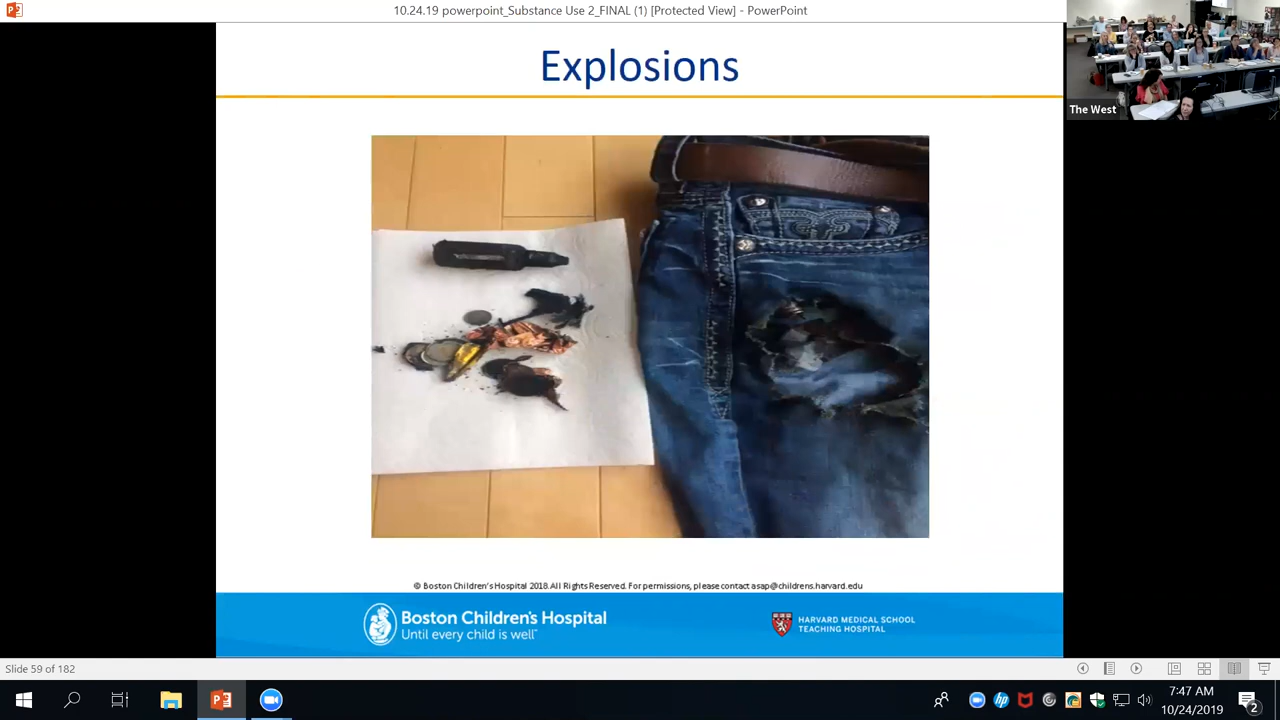 10.24.19 powerpoint_Substance Use 2_FINAL (1) [Protected View] - PowerPoint
The West
Explosions
© Boston Children's Hospital 2018. All Rights Reserved. For permissions, please contact asap@childrens.harvard.edu
Boston Children's Hospital
Until every child is well™
HARVARD MEDICAL SCHOOL
TEACHING HOSPITAL
Slide 59 of 182
7:47 AM
10/24/2019
2